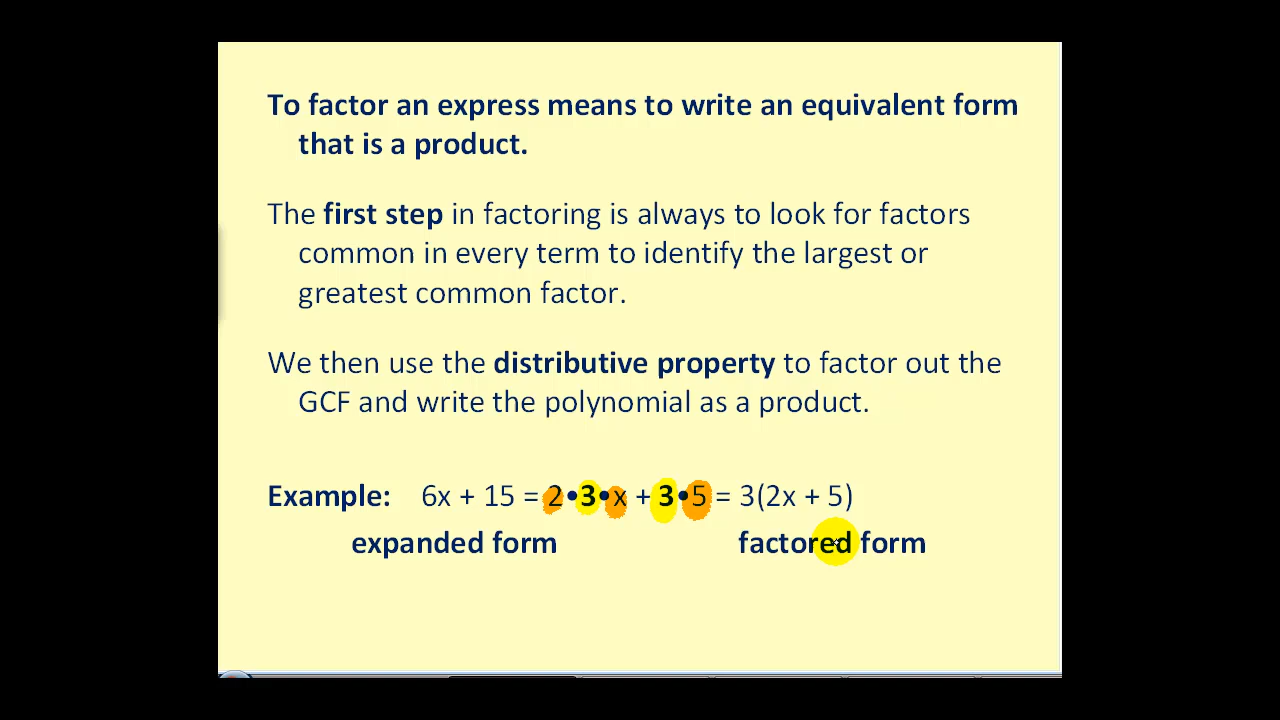 To factor an express means to write an equivalent form
that is a product.
The first step in factoring is always to look for factors
common in every term to identify the largest or
greatest common factor.
We then use the distributive property to factor out the
GCF and write the polynomial as a product.
Example: 6x + 15 = 2•3•x + 3•5 = 3(2x + 5)
expanded form factored form